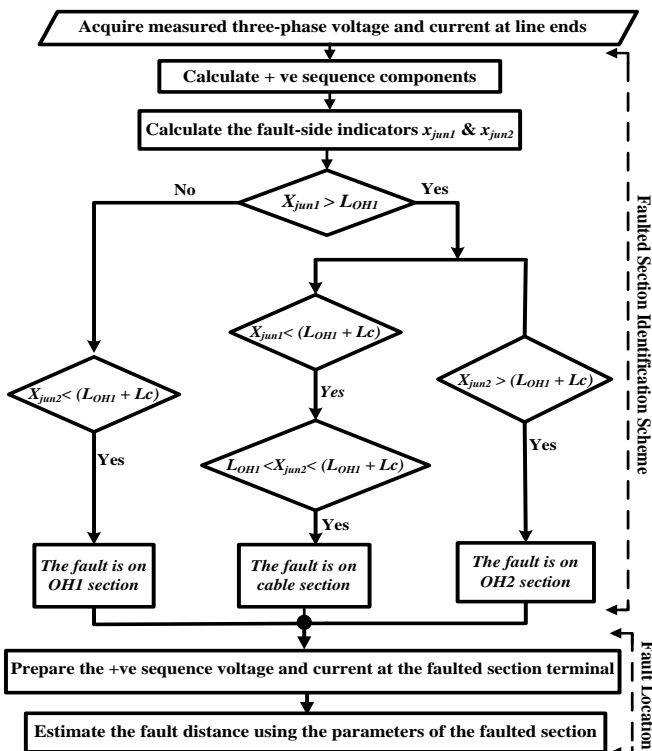 Acquire measured three-phase voltage and current at line ends
Calculate + ve sequence components
Calculate the fault-side indicators x_jun1 & x_jun2
No
Yes
X_jun1 > L_OH1
X_jun1< (L_OH1 + Lc)
X_jun2< (L_OH1 + Lc)
X_jun2 > (L_OH1 + Lc)
Yes
Yes
Yes
L_OH1 <X_jun2< (L_OH1 + Lc)
Yes
The fault is on
OH1 section
The fault is on
cable section
The fault is on
OH2 section
Faulted Section Identification Scheme
Prepare the +ve sequence voltage and current at the faulted section terminal
Estimate the fault distance using the parameters of the faulted section
Fault Location